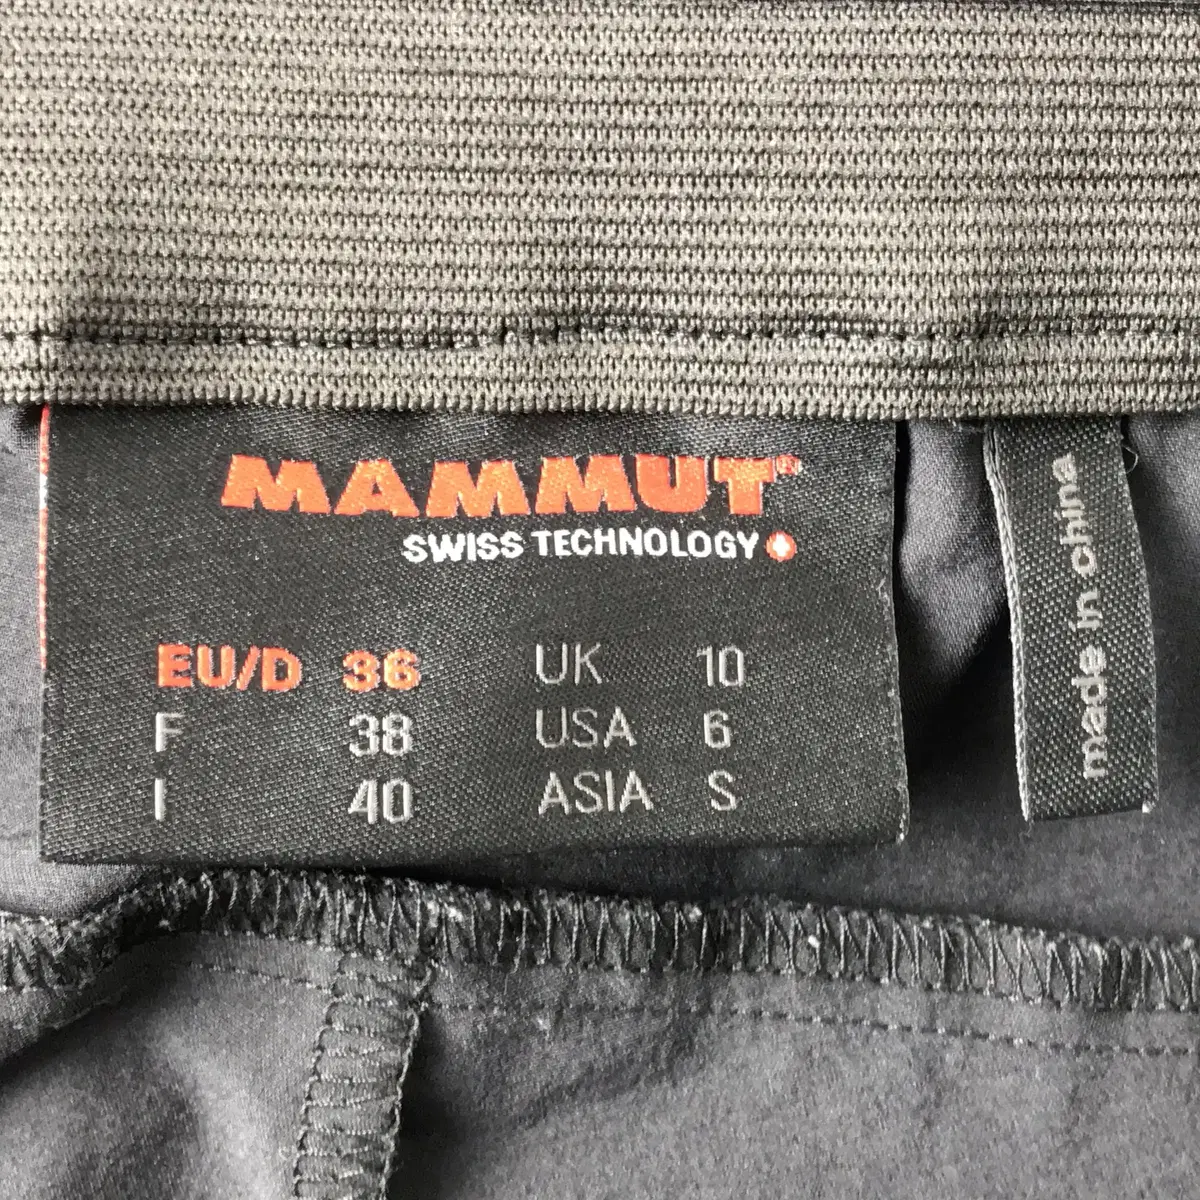 MAMMUT®
SWISS TECHNOLOGY
EU/D 36 UK 10
F 38 USA 6
I 40 ASIA S
made in china